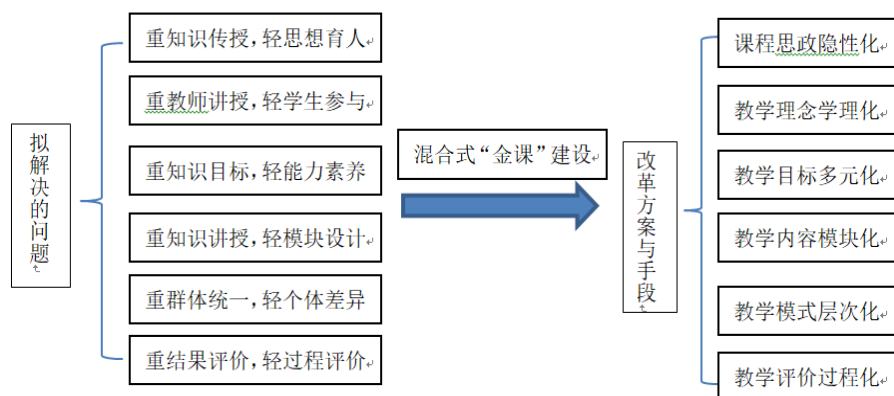 拟解决的问题
重知识传授,轻思想育人
重教师讲授,轻学生参与
重知识目标,轻能力素养
重知识讲授,轻模块设计
重群体统一,轻个体差异
重结果评价,轻过程评价
混合式“金课”建设
改革方案与手段
课程思政隐性化
教学理念学理化
教学目标多元化
教学内容模块化
教学模式层次化
教学评价过程化